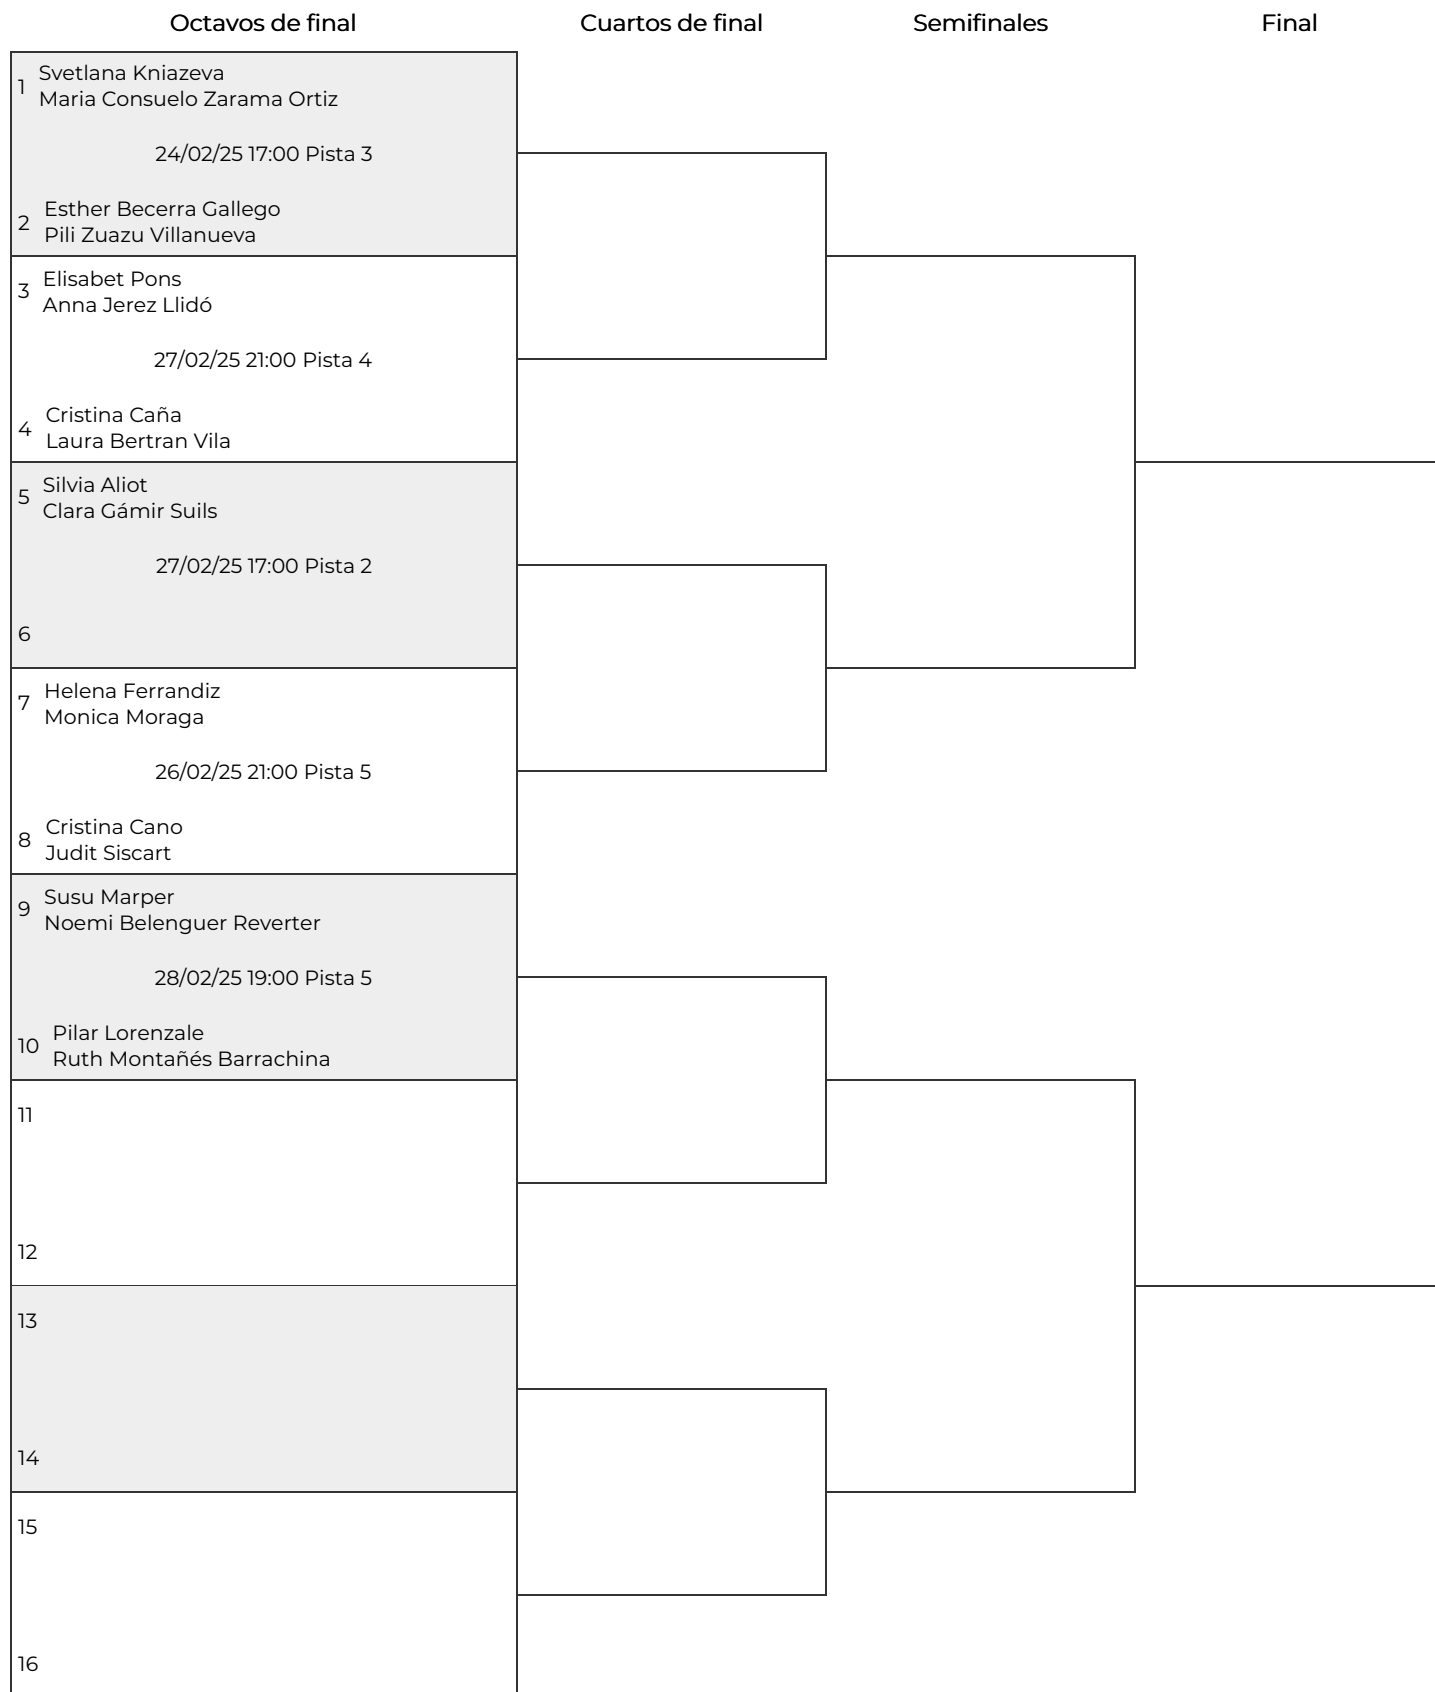 Octavos de final
Cuartos de final
Semifinales
Final
1
Svetlana Kniazeva
Maria Consuelo Zarama Ortiz
24/02/25 17:00 Pista 3
2
Esther Becerra Gallego
Pili Zuazu Villanueva
3
Elisabet Pons
Anna Jerez Llidó
27/02/25 21:00 Pista 4
4
Cristina Caña
Laura Bertran Vila
5
Silvia Aliot
Clara Gámir Suils
27/02/25 17:00 Pista 2
6
7
Helena Ferrandiz
Monica Moraga
26/02/25 21:00 Pista 5
8
Cristina Cano
Judit Siscart
9
Susu Marper
Noemi Belenguer Reverter
28/02/25 19:00 Pista 5
10
Pilar Lorenzale
Ruth Montañés Barrachina
11
12
13
14
15
16